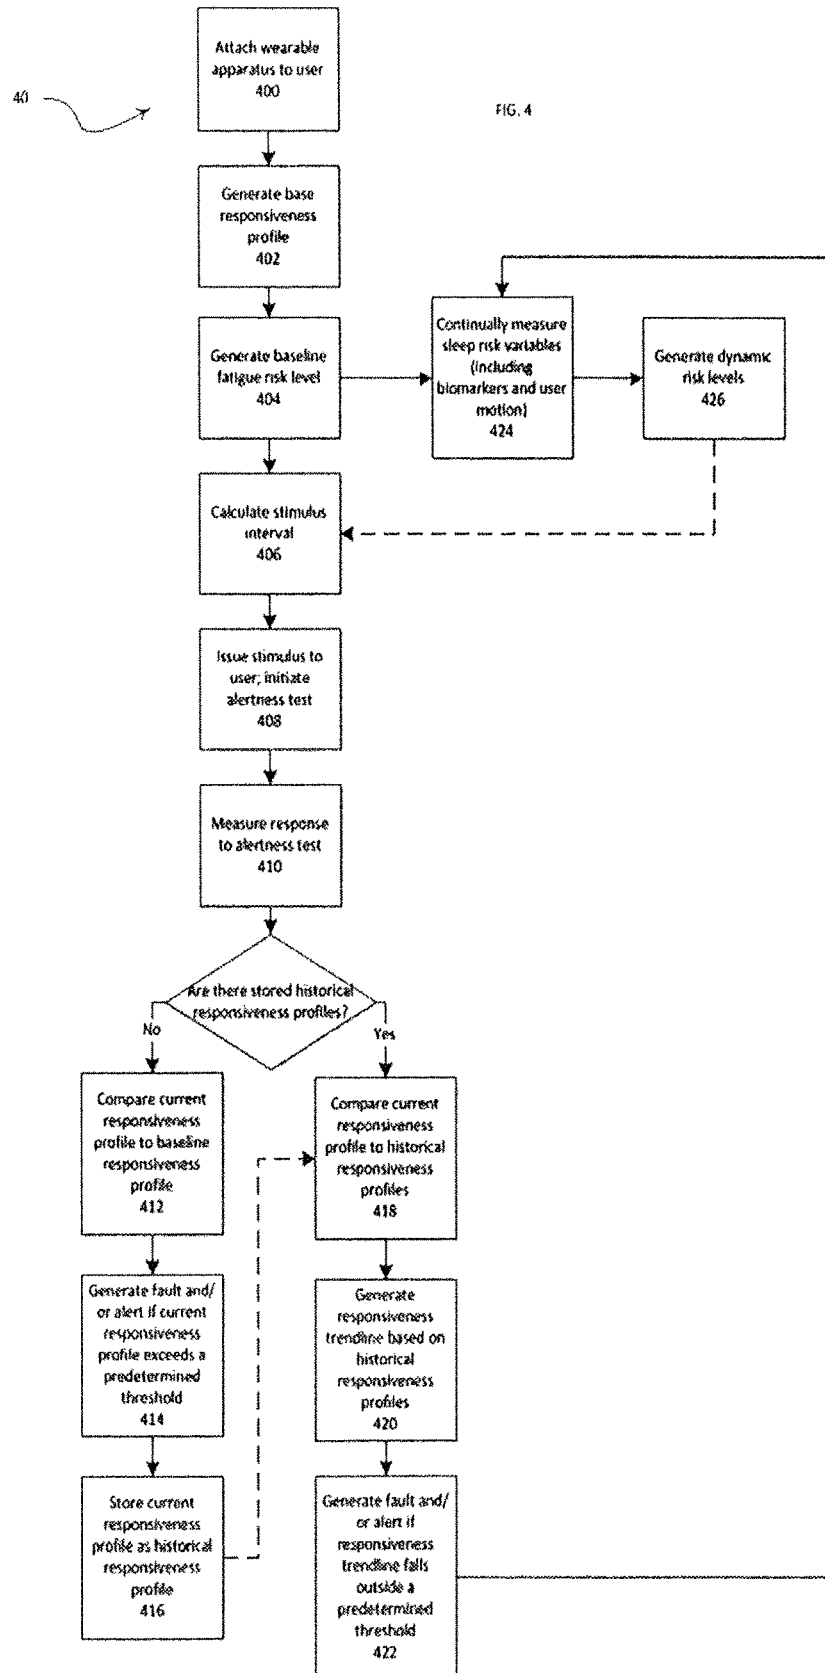 Attach wearable
apparatus to user
400
40
FIG. 4
Generate base
responsiveness
profile
402
Generate baseline
fatigue risk level
404
Continually measure
sleep risk variables
(including
biomarkers and user
motion)
424
Generate dynamic
risk levels
426
Calculate stimulus
interval
406
Issue stimulus to
user; initiate
alertness test
408
Measure response
to alertness test
410
Are there stored historical
responsiveness profiles?
No
Yes
Compare current
responsiveness
profile to baseline
responsiveness
profile
412
Compare current
responsiveness
profile to historical
responsiveness
profiles
418
Generate fault and/
or alert if current
responsiveness
profile exceeds a
predetermined
threshold
414
Generate
responsiveness
trendline based on
historical
responsiveness
profiles
420
Store current
responsiveness
profile as historical
responsiveness
profile
416
Generate fault and/
or alert if
responsiveness
trendline falls
outside a
predetermined
threshold
422